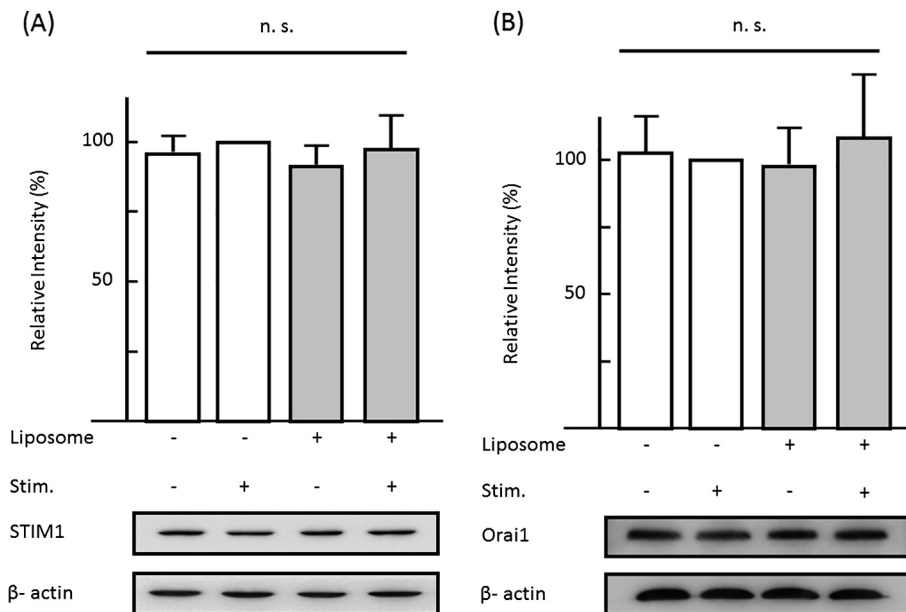 (A)
n. s.
Relative Intensity (%)
100
50
Liposome - - + +
Stim. - + - +
STIM1
β- actin
(B)
n. s.
Relative Intensity (%)
100
50
Liposome - - + +
Stim. - + - +
Orai1
β- actin